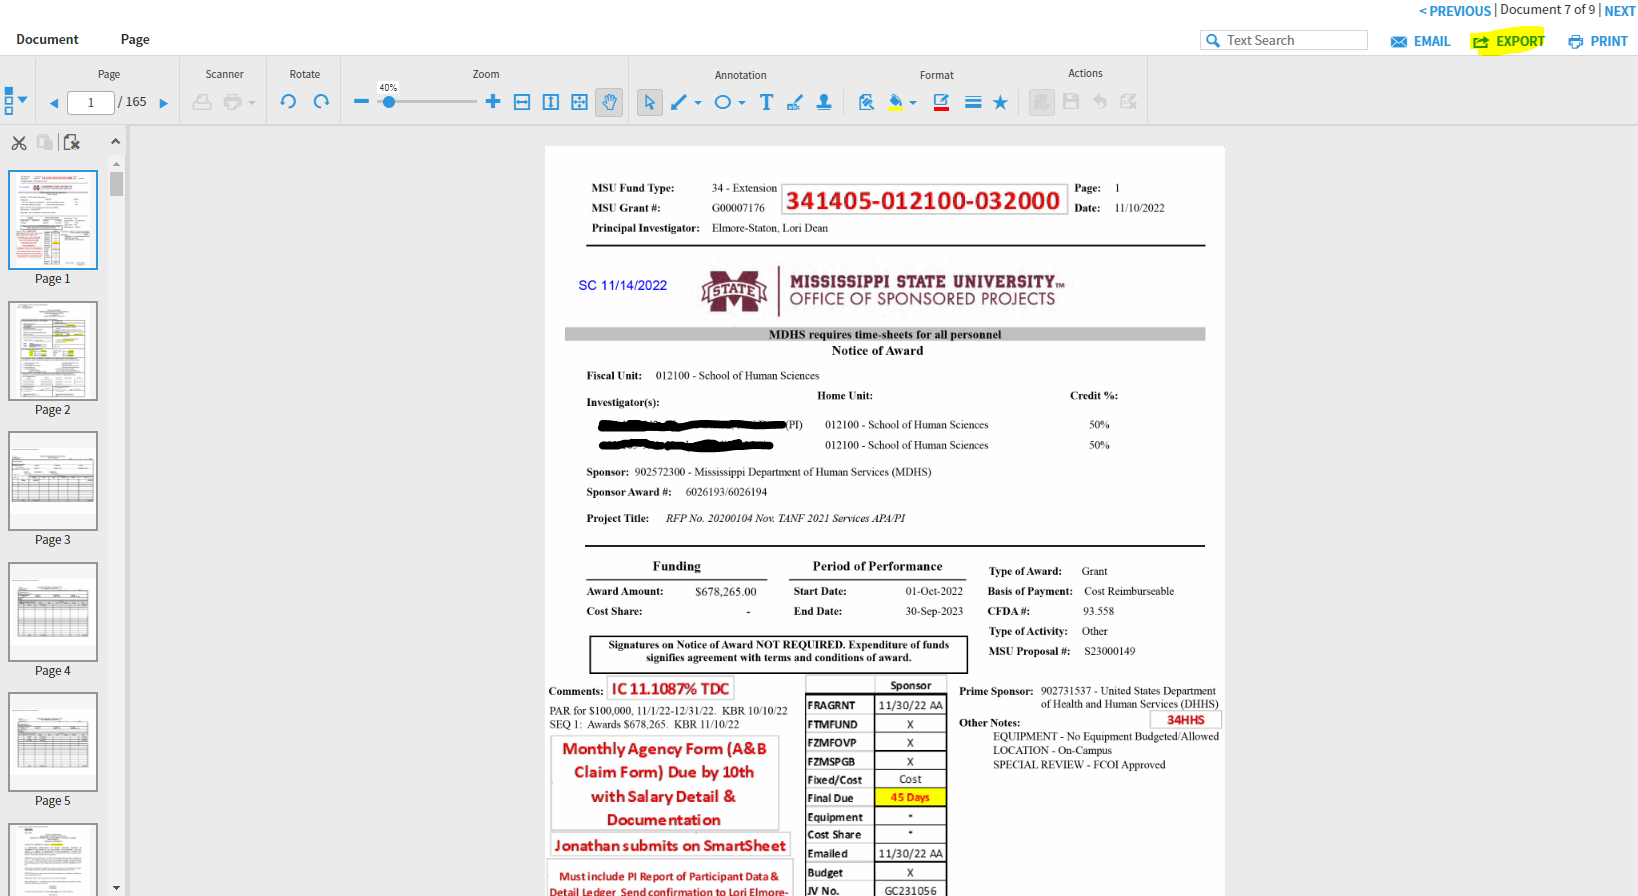 < PREVIOUS | Document 7 of 9 | NEXT
Document Page
Text Search EMAIL EXPORT PRINT
Page Scanner Rotate Zoom Annotation Format Actions
40%
1 / 165
Page 1
Page 2
Page 3
Page 4
Page 5
MSU Fund Type: 34 - Extension 341405-012100-032000 Page: 1
MSU Grant #: G00007176 Date: 11/10/2022
Principal Investigator: Elmore-Staton, Lori Dean
SC 11/14/2022
STATE
MISSISSIPPI STATE UNIVERSITY™
OFFICE OF SPONSORED PROJECTS
MDHS requires time-sheets for all personnel
Notice of Award
Fiscal Unit: 012100 - School of Human Sciences
Investigator(s): Home Unit: Credit %:
(PI) 012100 - School of Human Sciences 50%
012100 - School of Human Sciences 50%
Sponsor: 902572300 - Mississippi Department of Human Services (MDHS)
Sponsor Award #: 6026193/6026194
Project Title: RFP No. 20200104 Nov. TANF 2021 Services APA/PI
Funding
Award Amount: $678,265.00
Cost Share: -
Period of Performance
Start Date: 01-Oct-2022
End Date: 30-Sep-2023
Type of Award: Grant
Basis of Payment: Cost Reimburseable
CFDA #: 93.558
Type of Activity: Other
MSU Proposal #: S23000149
Signatures on Notice of Award NOT REQUIRED. Expenditure of funds
signifies agreement with terms and conditions of award.
Comments: IC 11.1087% TDC
PAR for $100,000, 11/1/22-12/31/22. KBR 10/10/22
SEQ 1: Awards $678,265. KBR 11/10/22
Monthly Agency Form (A&B
Claim Form) Due by 10th
with Salary Detail &
Documentation
Jonathan submits on SmartSheet
Must include PI Report of Participant Data &
Detail Ledger Send confirmation to Lori Elmore-
Sponsor
FRAGRNT 11/30/22 AA
FTMFUND X
FZMFOVP X
FZMSPGB X
Fixed/Cost Cost
Final Due 45 Days
Equipment -
Cost Share -
Emailed 11/30/22 AA
Budget X
JV No. GC231056
Prime Sponsor: 902731537 - United States Department
of Health and Human Services (DHHS)
Other Notes: 34HHS
EQUIPMENT - No Equipment Budgeted/Allowed
LOCATION - On-Campus
SPECIAL REVIEW - FCOI Approved